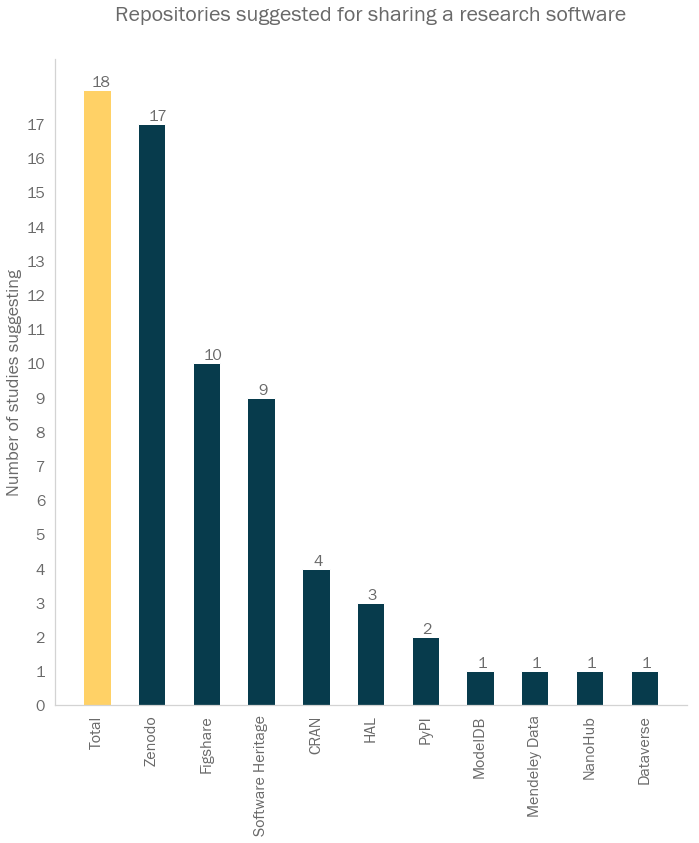 Repositories suggested for sharing a research software
Number of studies suggesting
17
16
15
14
13
12
11
10
9
8
7
6
5
4
3
2
1
0
18
17
10
9
4
3
2
1
1
1
1
Total
Zenodo
Figshare
Software Heritage
CRAN
HAL
PyPI
ModelDB
Mendeley Data
NanoHub
Dataverse